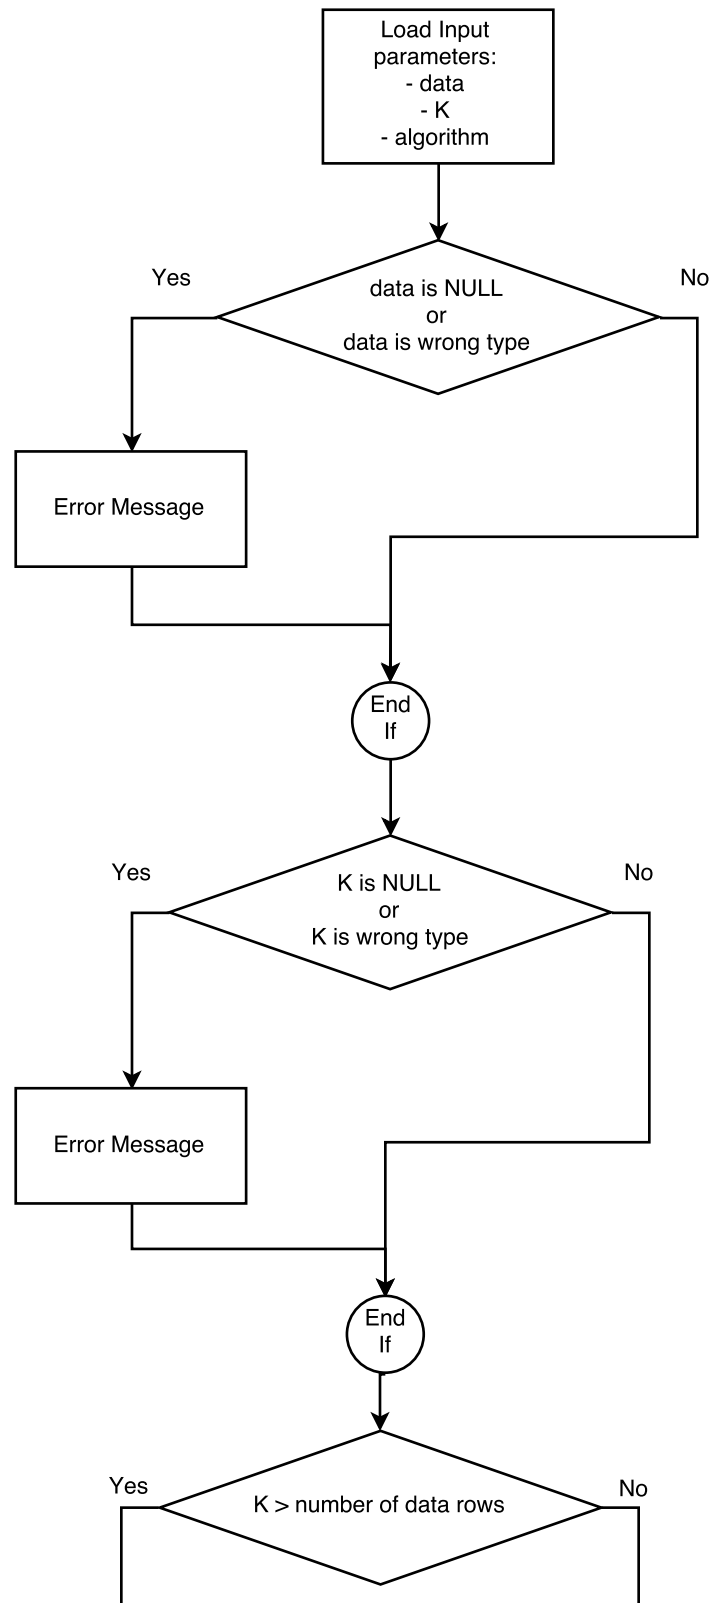 Load Input
parameters:
- data
- K
- algorithm
Yes
No
data is NULL
or
data is wrong type
Error Message
End
If
Yes
No
K is NULL
or
K is wrong type
Error Message
End
If
Yes
No
K > number of data rows